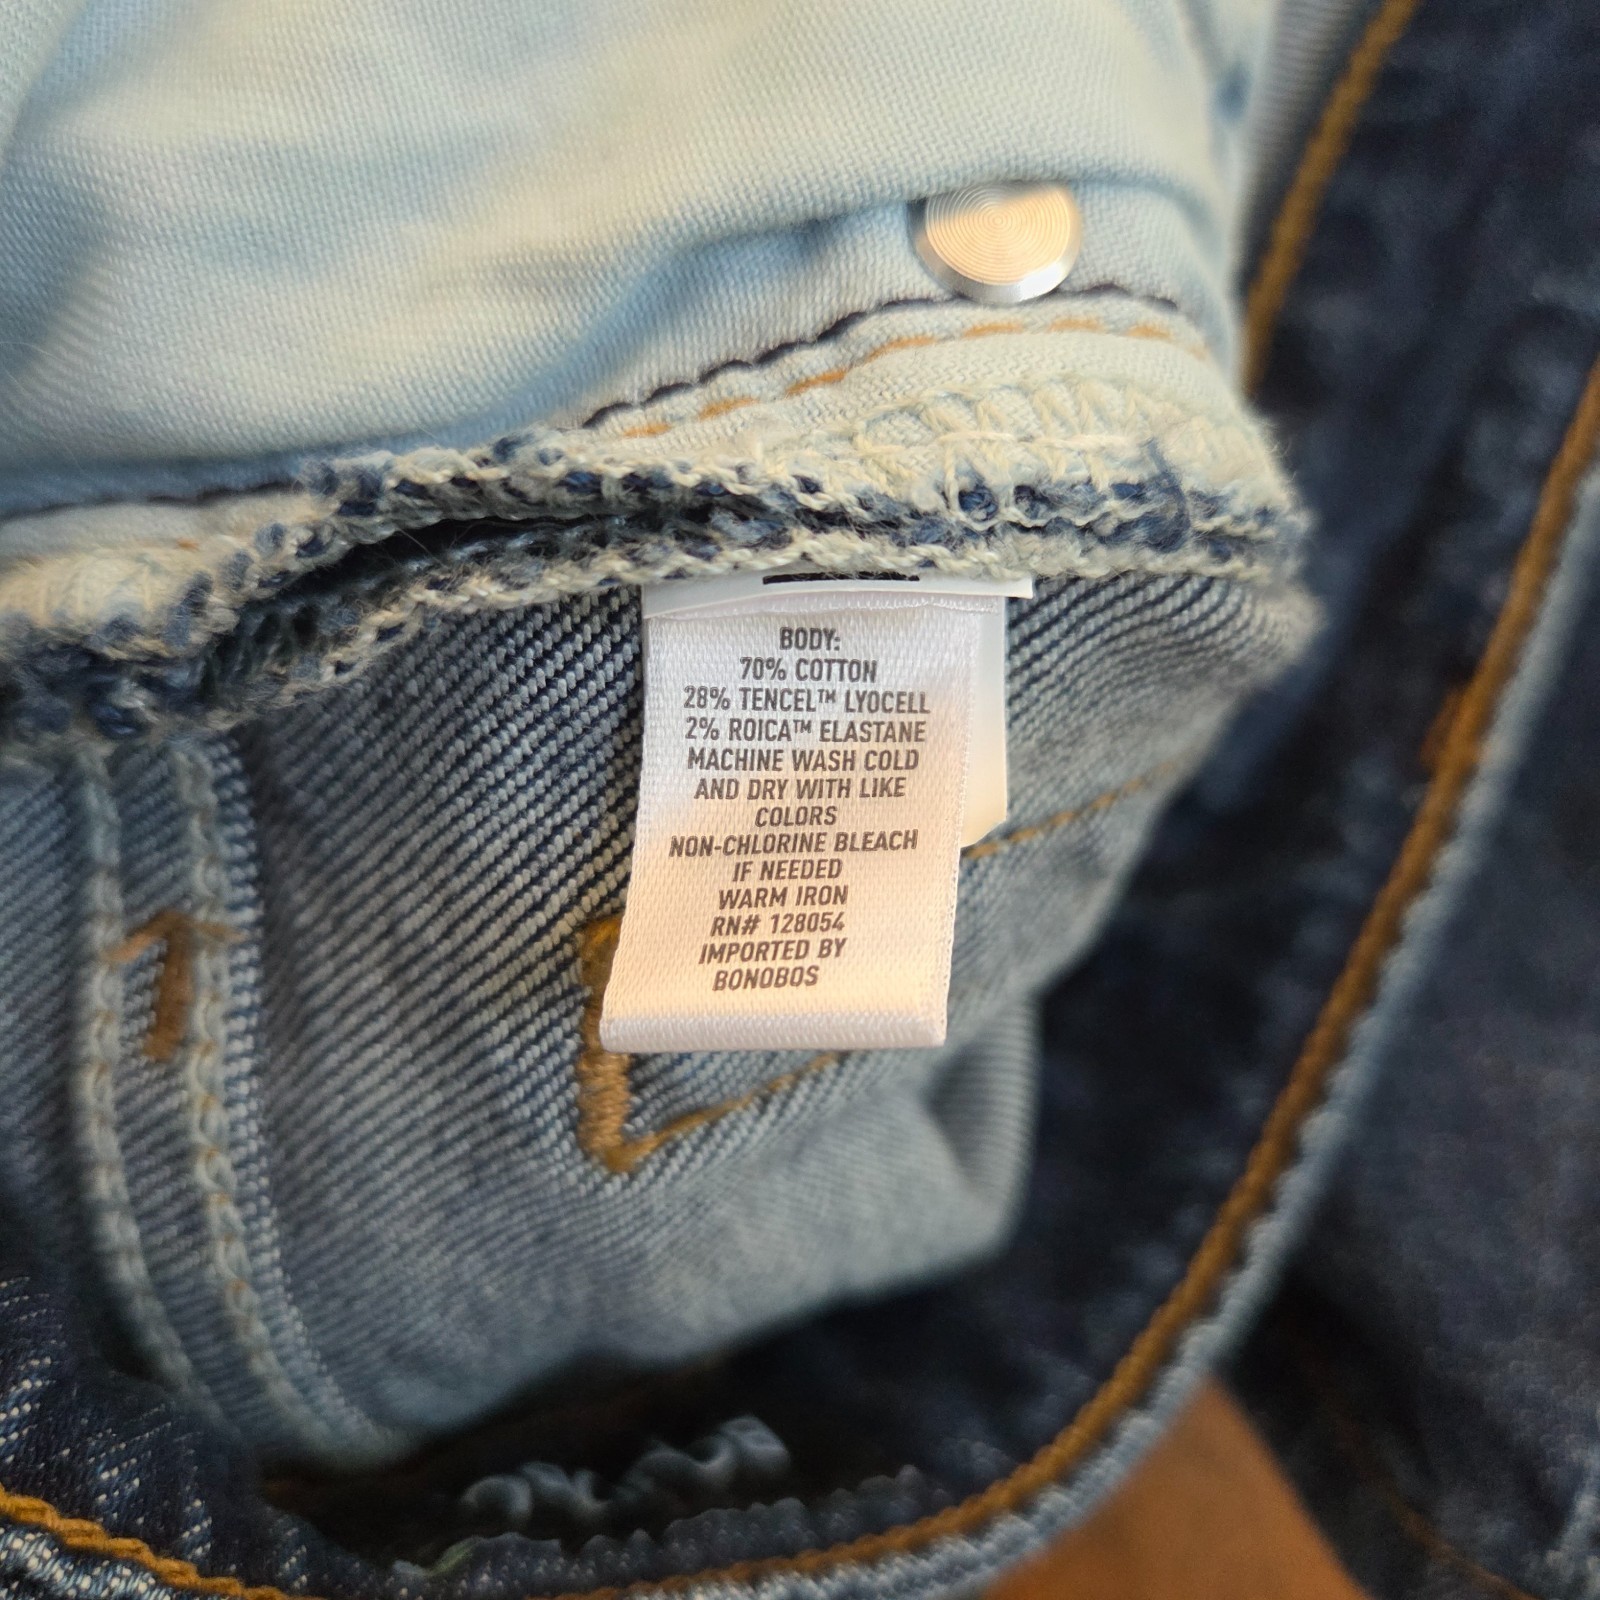 BODY:
70% COTTON
28% TENCEL™ LYOCELL
2% ROICA™ ELASTANE
MACHINE WASH COLD
AND DRY WITH LIKE
COLORS
NON-CHLORINE BLEACH
IF NEEDED
WARM IRON
RN# 128054
IMPORTED BY
BONOBOS